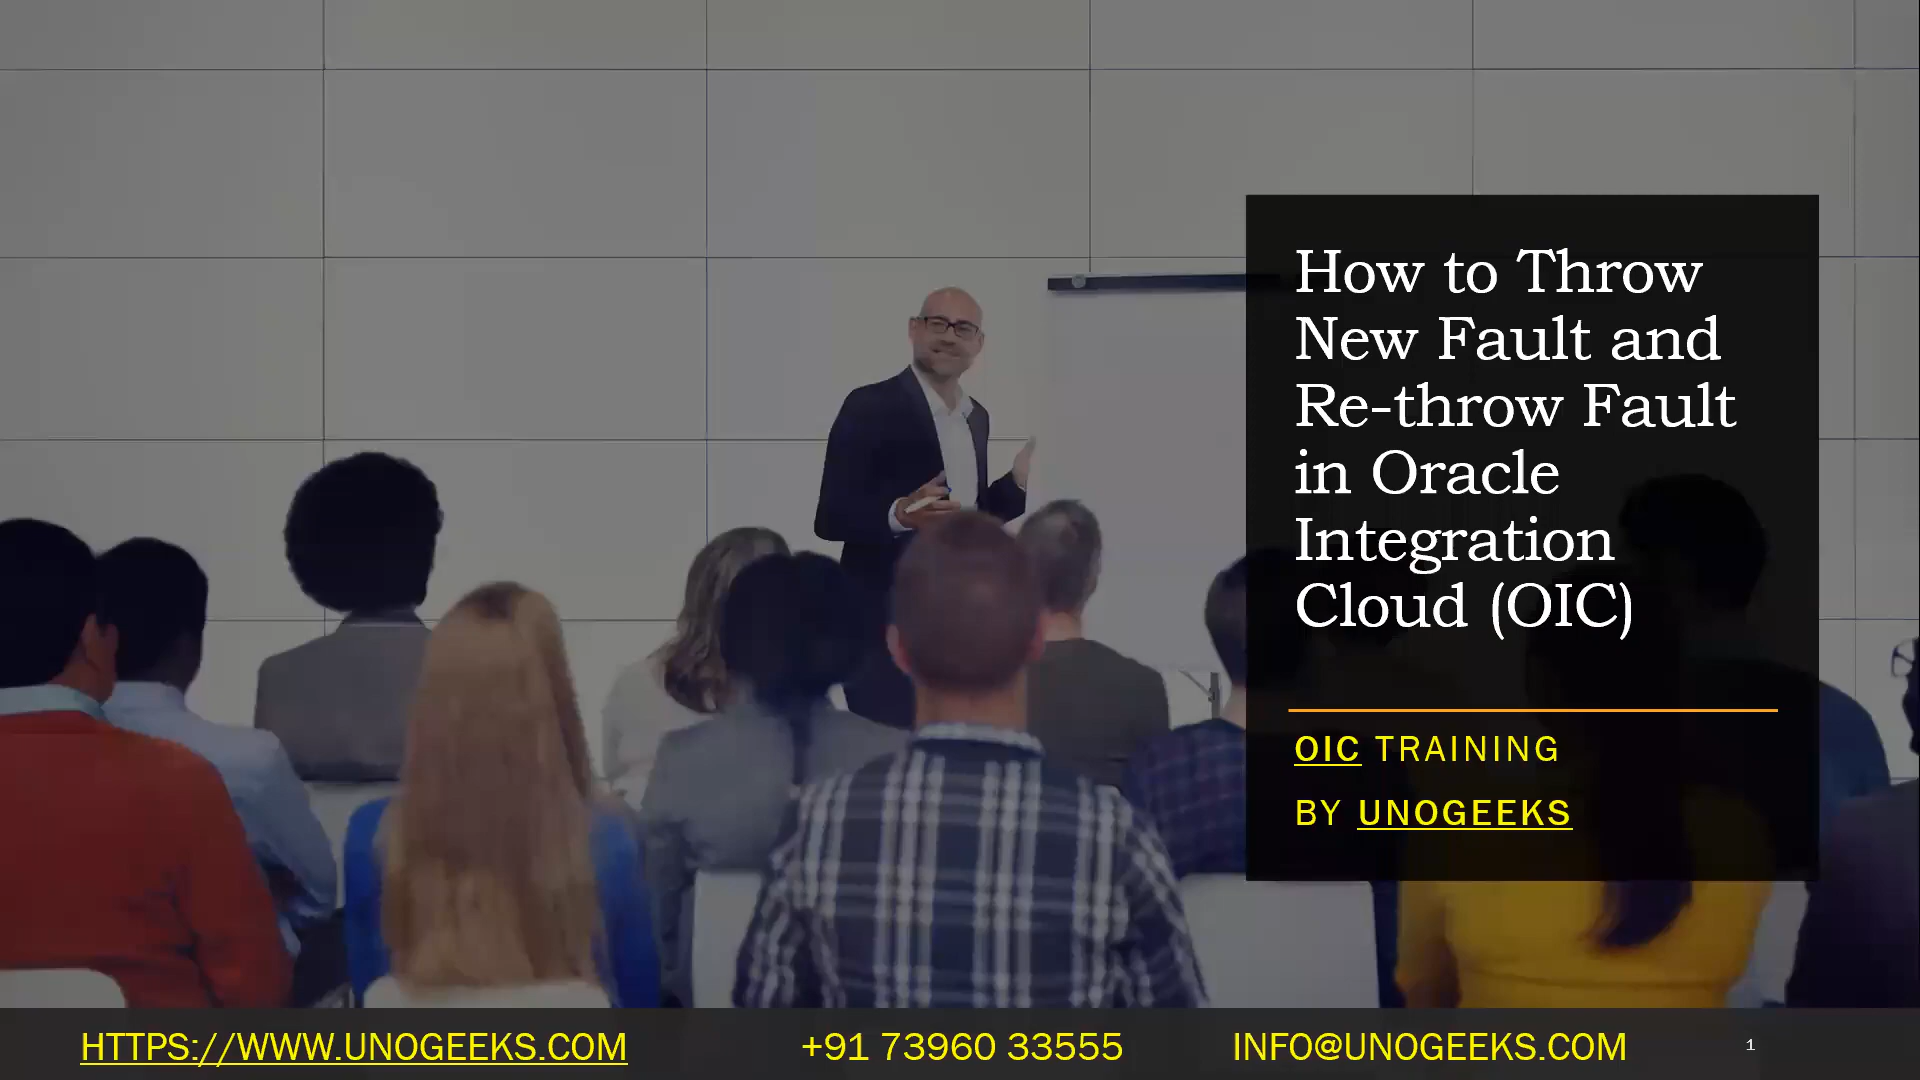 How to Throw
New Fault and
Re-throw Fault
in Oracle
Integration
Cloud (OIC)
OIC TRAINING
BY UNOGEEKS
HTTPS://WWW.UNOGEEKS.COM +91 73960 33555 INFO@UNOGEEKS.COM 1